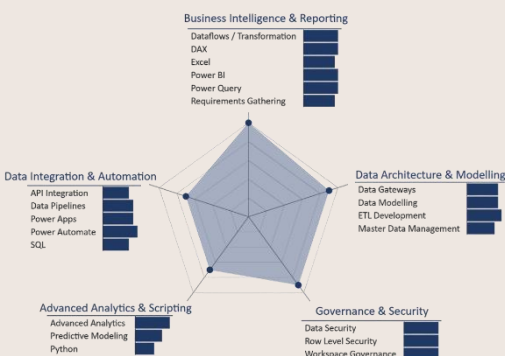 Business Intelligence & Reporting
Dataflows / Transformation
DAX
Excel
Power BI
Power Query
Requirements Gathering
Data Integration & Automation
API Integration
Data Pipelines
Power Apps
Power Automate
SQL
Data Architecture & Modelling
Data Gateways
Data Modelling
ETL Development
Master Data Management
Advanced Analytics & Scripting
Advanced Analytics
Predictive Modeling
Python
Governance & Security
Data Security
Row Level Security
Workspace Governance